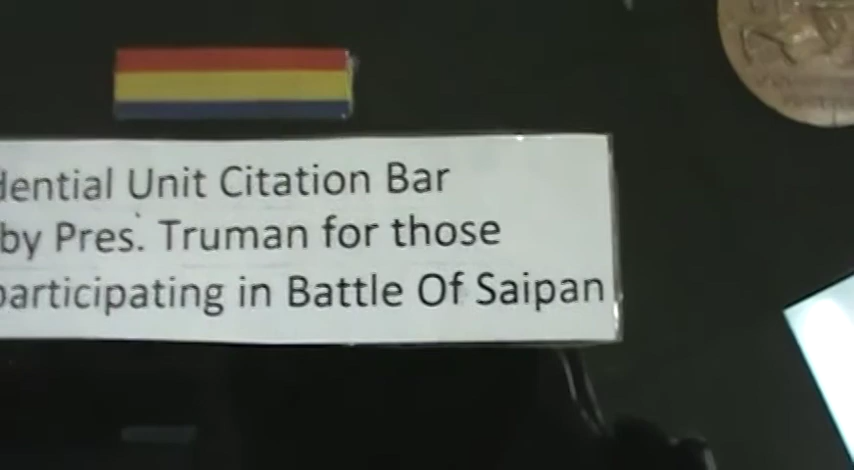 dential Unit Citation Bar
by Pres. Truman for those
participating in Battle Of Saipan